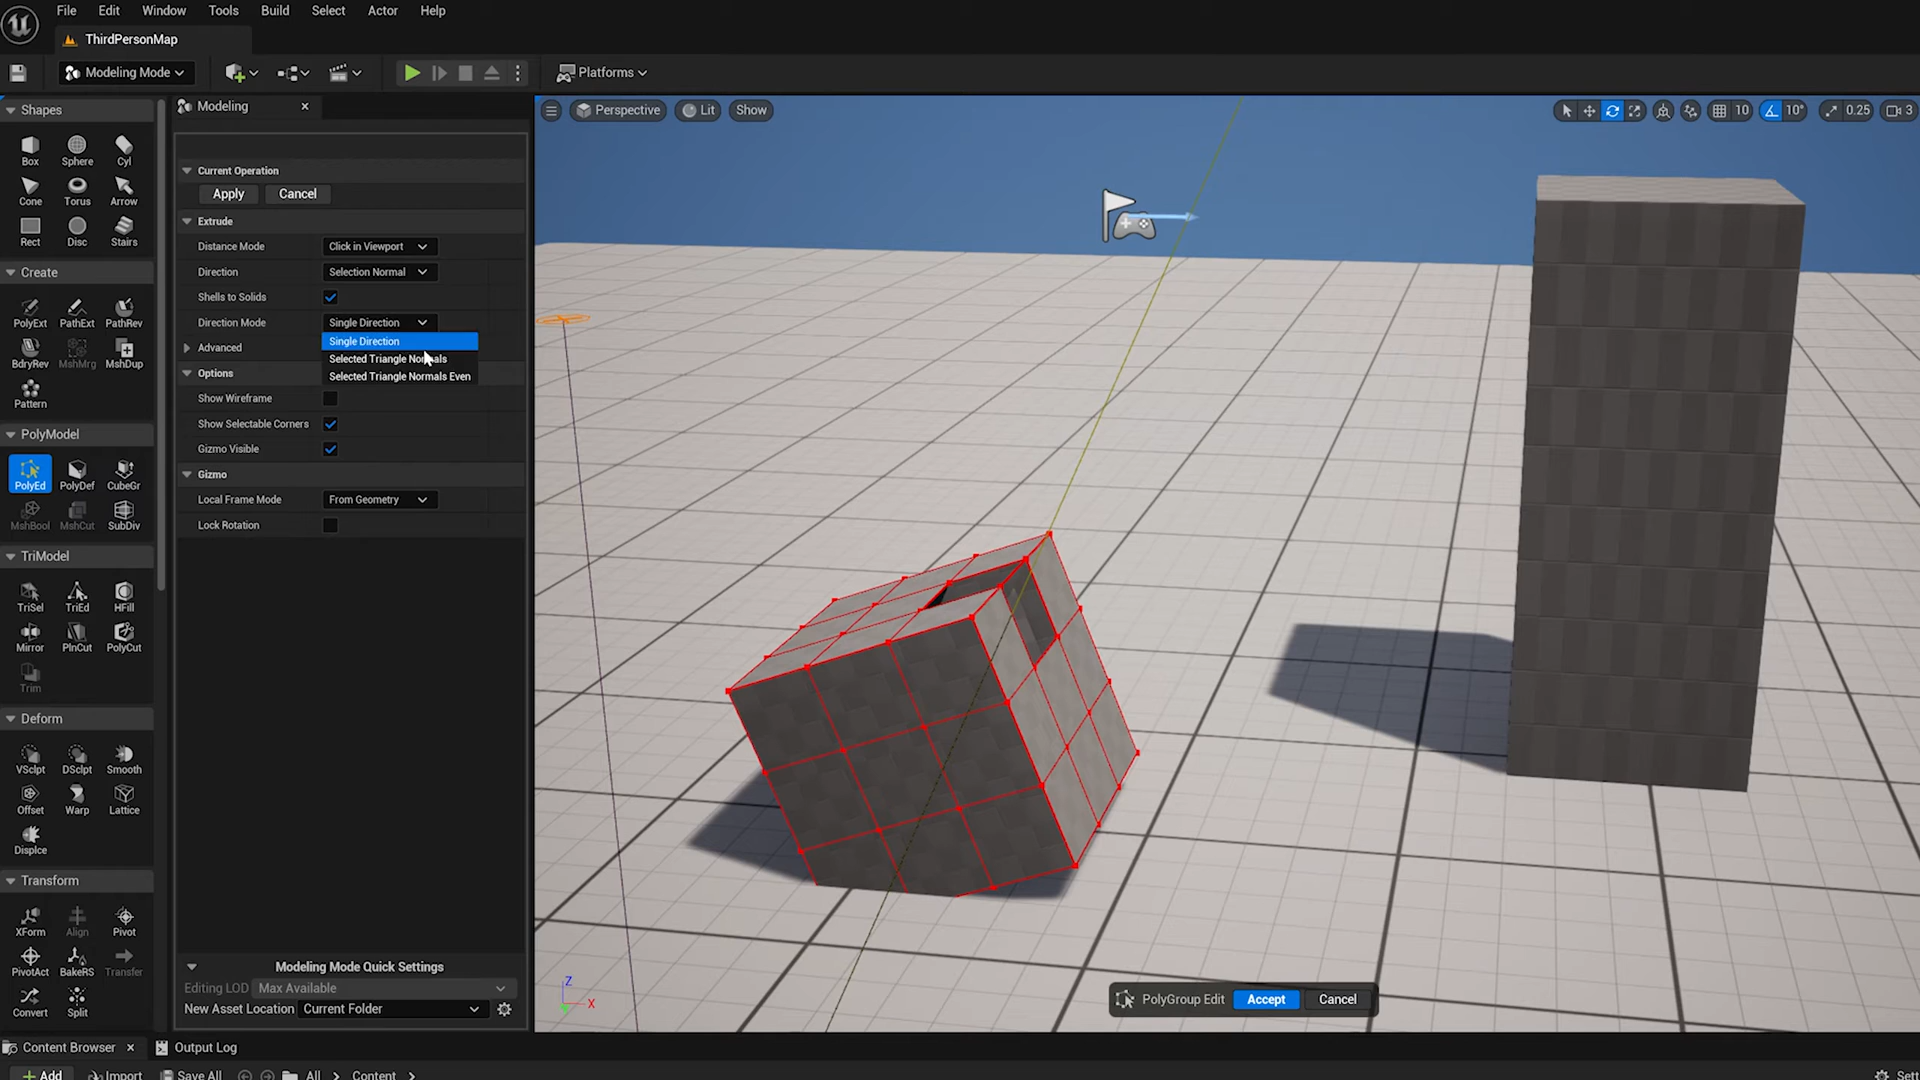 File Edit Window Tools Build Select Actor Help
ThirdPersonMap
Modeling Mode Platforms
Shapes
Modeling
Perspective Lit Show 10 10° 0.25 3
Box Sphere Cyl
Cone Torus Arrow
Rect Disc Stairs
Create
PolyExt PathExt PathRev
BdryRev MshMrg MshDup
Pattern
PolyModel
PolyEd PolyDef CubeGr
MshBool MshCut SubDiv
TriModel
TriSel TriEd HFill
Mirror PlnCut PolyCut
Trim
Deform
VSclpt DSclpt Smooth
Offset Warp Lattice
Displce
Transform
XForm Align Pivot
PivotAct BakeRS Transfer
Convert Split
Current Operation
Apply Cancel
Extrude
Distance Mode Click in Viewport
Direction Selection Normal
Shells to Solids
Direction Mode Single Direction
Single Direction
Advanced Selected Triangle Normals
Options Selected Triangle Normals Even
Show Wireframe
Show Selectable Corners
Gizmo Visible
Gizmo
Local Frame Mode From Geometry
Lock Rotation
Modeling Mode Quick Settings
Editing LOD Max Available
New Asset Location Current Folder
Z
X
PolyGroup Edit Accept Cancel
Content Browser Output Log
Add Import Save All All Content Sett